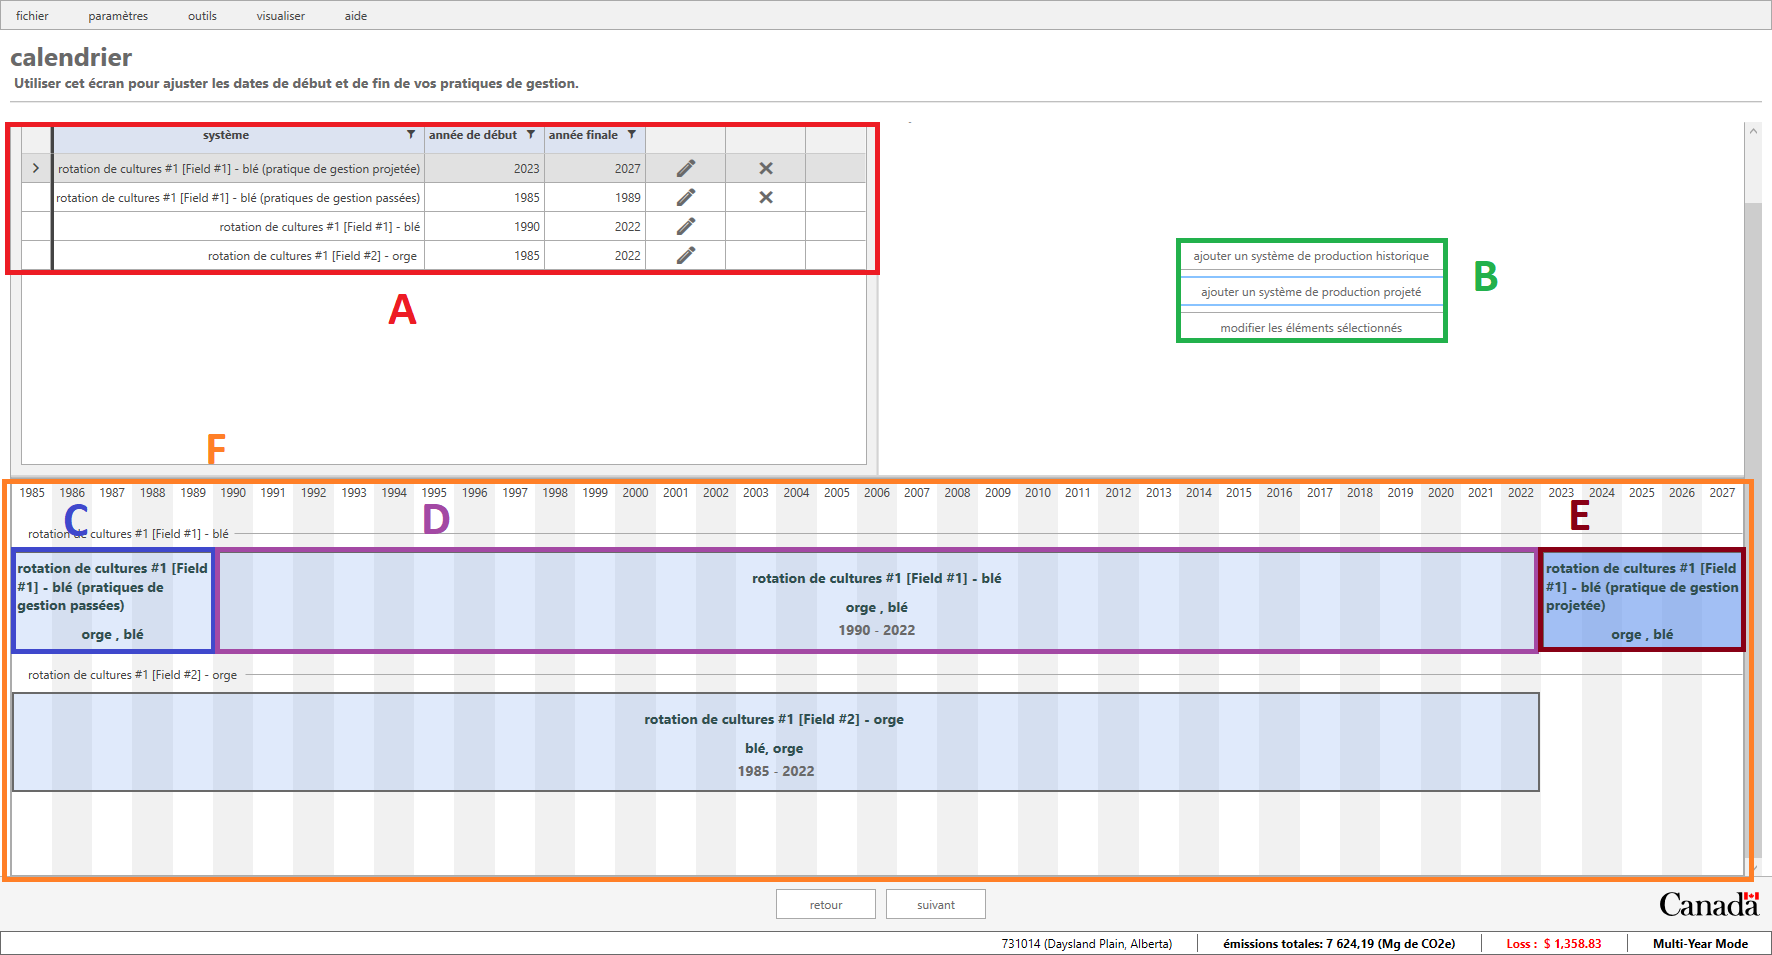 fichier paramètres outils visualiser aide
calendrier
Utiliser cet écran pour ajuster les dates de début et de fin de vos pratiques de gestion.
système année de début année finale
rotation de cultures #1 [Field #1] - blé (pratique de gestion projetée) 2023 2027
rotation de cultures #1 [Field #1] - blé (pratiques de gestion passées) 1985 1989
rotation de cultures #1 [Field #1] - blé 1990 2022
rotation de cultures #1 [Field #2] - orge 1985 2022
A
ajouter un système de production historique
ajouter un système de production projeté
modifier les éléments sélectionnés
B
F
1985 1986 1987 1988 1989 1990 1991 1992 1993 1994 1995 1996 1997 1998 1999 2000 2001 2002 2003 2004 2005 2006 2007 2008 2009 2010 2011 2012 2013 2014 2015 2016 2017 2018 2019 2020 2021 2022 2023 2024 2025 2026 2027
C D E
rotation de cultures #1 [Field #1] - blé
rotation de cultures #1 [Field
#1] - blé (pratiques de
gestion passées)
orge , blé
rotation de cultures #1 [Field #1] - blé
orge , blé
1990 - 2022
rotation de cultures #1 [Field
#1] - blé (pratique de gestion
projetée)
orge , blé
rotation de cultures #1 [Field #2] - orge
rotation de cultures #1 [Field #2] - orge
blé, orge
1985 - 2022
retour suivant
Canada
731014 (Daysland Plain, Alberta) émissions totales: 7 624,19 (Mg de CO2e) Loss : $ 1,358.83 Multi-Year Mode